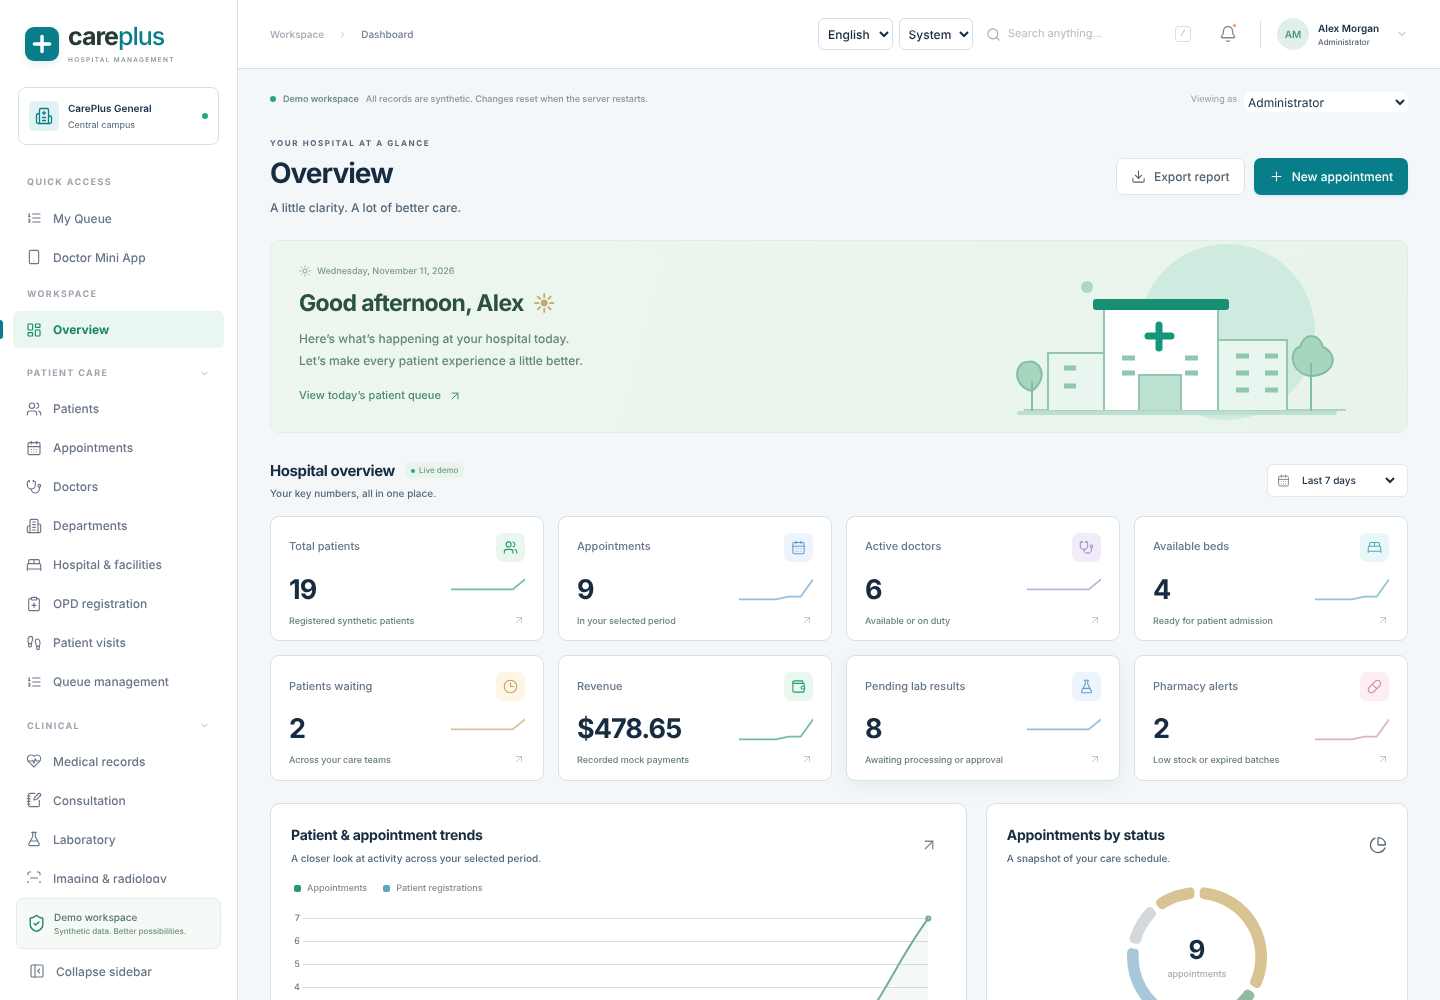 careplus
HOSPITAL MANAGEMENT
CarePlus General
Central campus
QUICK ACCESS
My Queue
Doctor Mini App
WORKSPACE
Overview
PATIENT CARE
Patients
Appointments
Doctors
Departments
Hospital & facilities
OPD registration
Patient visits
Queue management
CLINICAL
Medical records
Consultation
Laboratory
Imaging & radiology
Demo workspace
Synthetic data. Better possibilities.
Collapse sidebar
Workspace
Dashboard
English
System
Search anything...
/
AM
Alex Morgan
Administrator
Demo workspace All records are synthetic. Changes reset when the server restarts.
Viewing as Administrator
YOUR HOSPITAL AT A GLANCE
Overview
A little clarity. A lot of better care.
Export report
New appointment
Wednesday, November 11, 2026
Good afternoon, Alex
Here’s what’s happening at your hospital today.
Let’s make every patient experience a little better.
View today’s patient queue
Hospital overview
Live demo
Your key numbers, all in one place.
Last 7 days
Total patients
19
Registered synthetic patients
Appointments
9
In your selected period
Active doctors
6
Available or on duty
Available beds
4
Ready for patient admission
Patients waiting
2
Across your care teams
Revenue
$478.65
Recorded mock payments
Pending lab results
8
Awaiting processing or approval
Pharmacy alerts
2
Low stock or expired batches
Patient & appointment trends
A closer look at activity across your selected period.
Appointments
Patient registrations
7
6
5
4
Appointments by status
A snapshot of your care schedule.
9
appointments